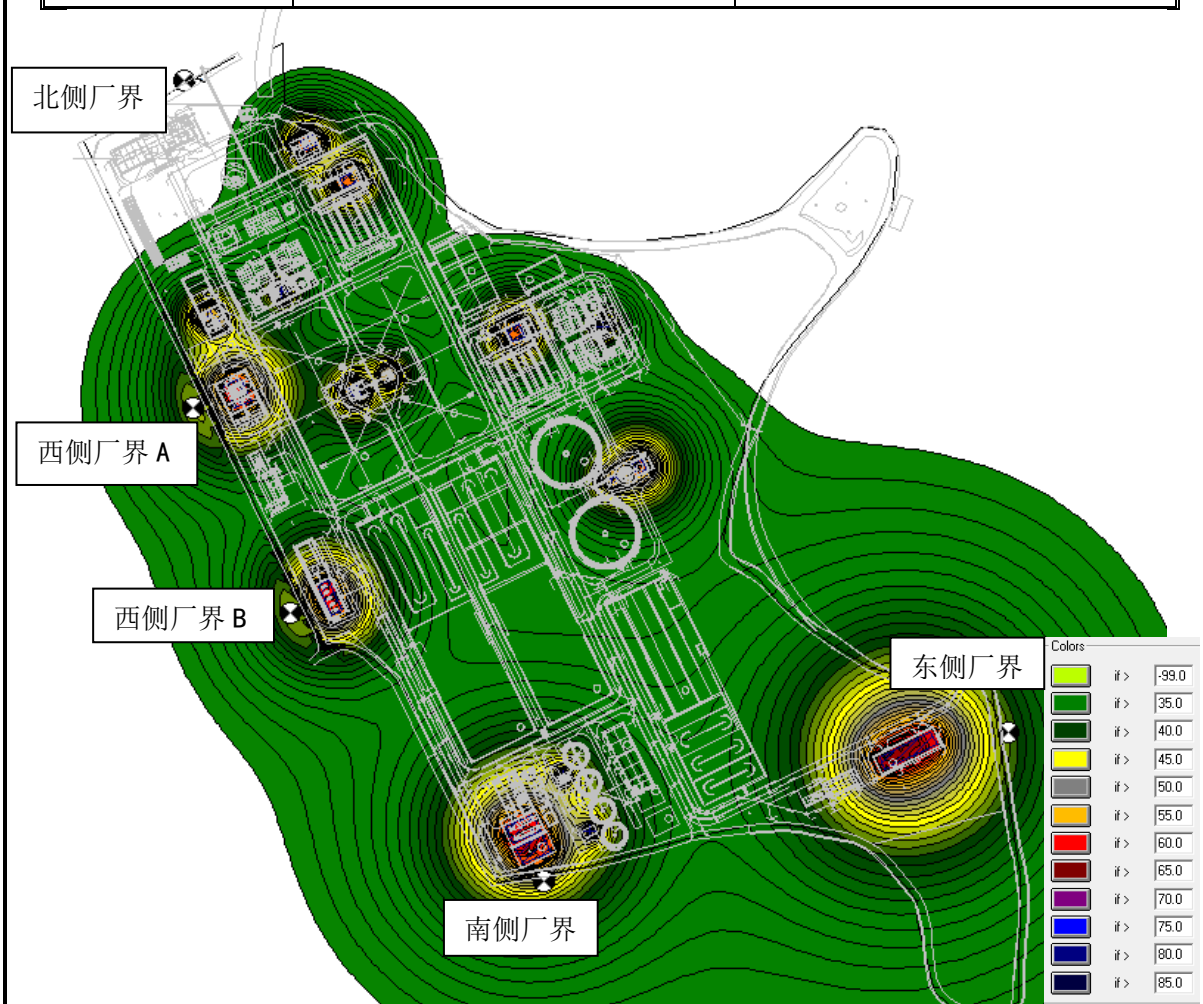 北侧厂界
西侧厂界 A
西侧厂界 B
东侧厂界
南侧厂界
Colors
if > -99.0
if > 35.0
if > 40.0
if > 45.0
if > 50.0
if > 55.0
if > 60.0
if > 65.0
if > 70.0
if > 75.0
if > 80.0
if > 85.0